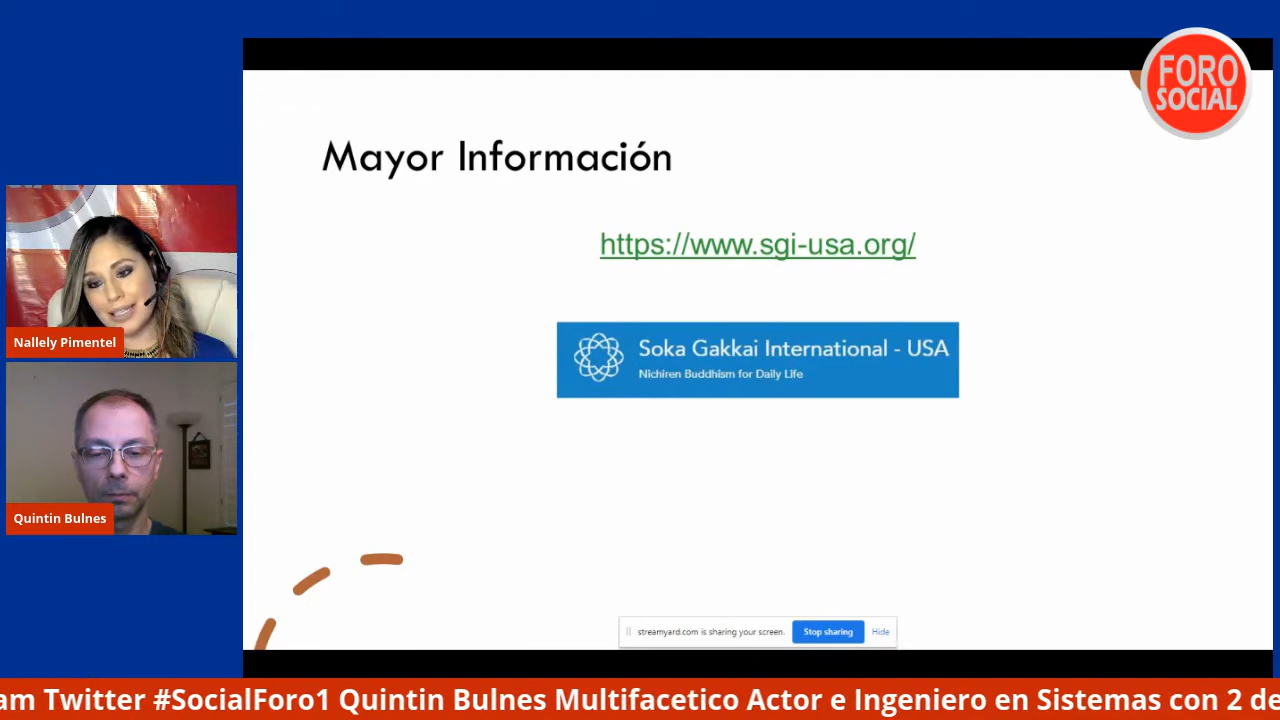 FORO
SOCIAL
Mayor Información
https://www.sgi-usa.org/
Soka Gakkai International - USA
Nichiren Buddhism for Daily Life
Nallely Pimentel
Quintin Bulnes
streamyard.com is sharing your screen.
Stop sharing
Hide
am Twitter #SocialForo1 Quintin Bulnes Multifacetico Actor e Ingeniero en Sistemas con 2 de